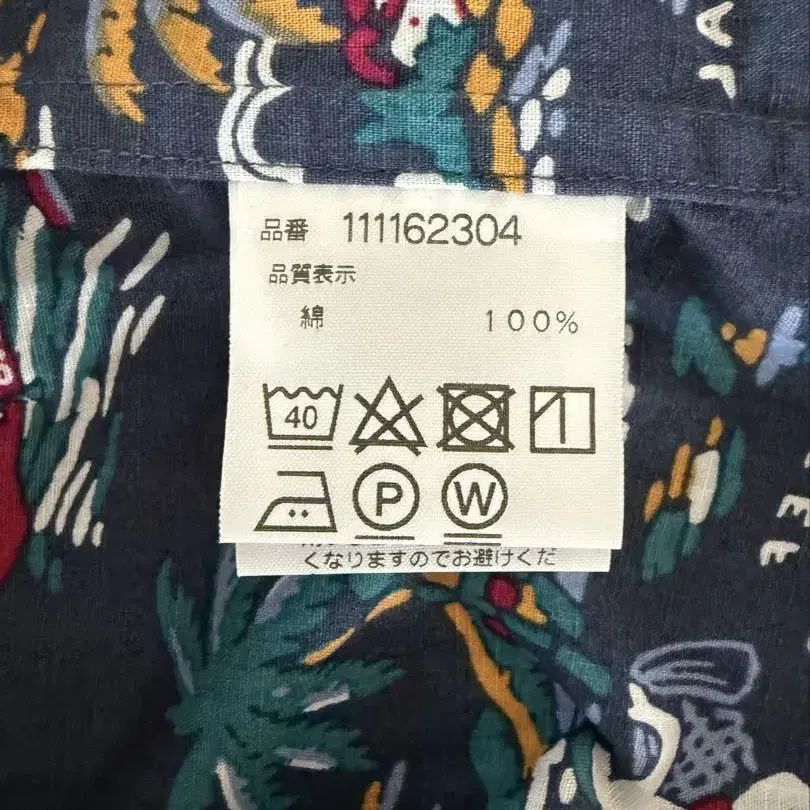 品番 111162304
品質表示
綿 100%
40
P W
くなりますのでお避けくだ